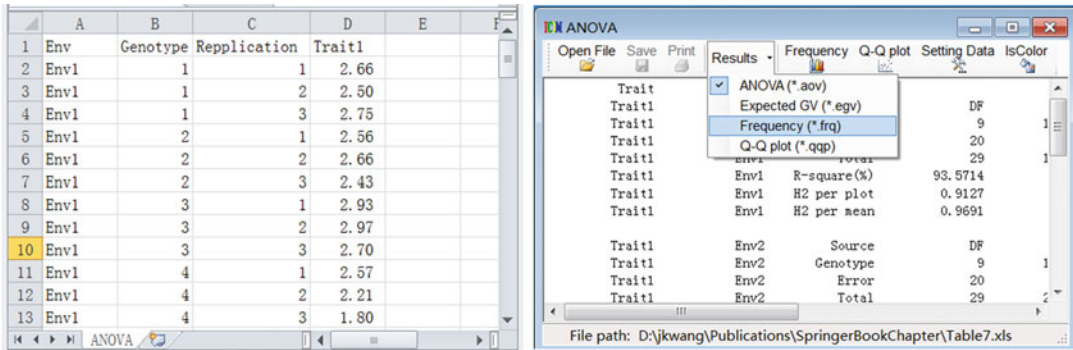 A B C D E F
1 Env Genotype Repplication Trait1
2 Env1 1 1 2.66
3 Env1 1 2 2.50
4 Env1 1 3 2.75
5 Env1 2 1 2.56
6 Env1 2 2 2.66
7 Env1 2 3 2.43
8 Env1 3 1 2.93
9 Env1 3 2 2.97
10 Env1 3 3 2.70
11 Env1 4 1 2.57
12 Env1 4 2 2.21
13 Env1 4 3 1.80
ANOVA
ANOVA
Open File Save Print Results Frequency Q-Q plot Setting Data IsColor
ANOVA (*.aov)
Expected GV (*.egv)
Frequency (*.frq)
Q-Q plot (*.qqp)
Trait
Trait1 DF
Trait1 9 1
Trait1 20
Trait1 Env1 Total 29 1
Trait1 Env1 R-square(%) 93.5714
Trait1 Env1 H2 per plot 0.9127
Trait1 Env1 H2 per mean 0.9691
Trait1 Env2 Source DF
Trait1 Env2 Genotype 9 1
Trait1 Env2 Error 20
Trait1 Env2 Total 29 2
File path: D:\jkwang\Publications\SpringerBookChapter\Table7.xls